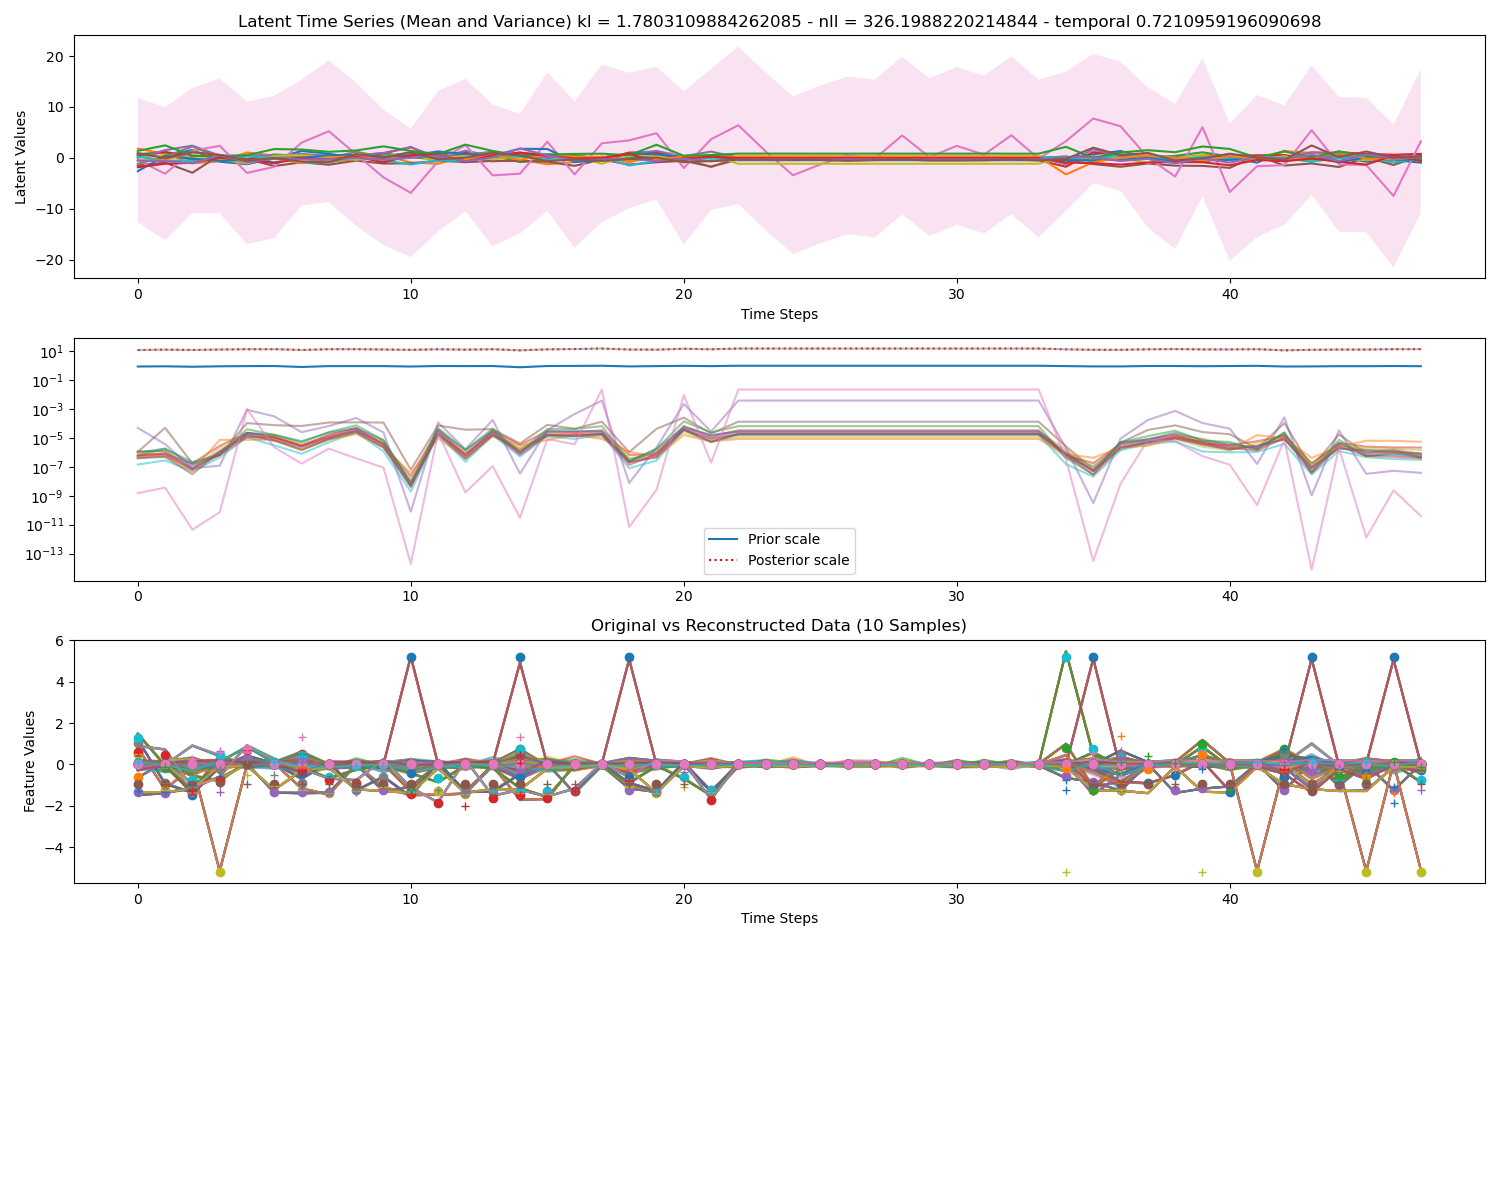 Latent Time Series (Mean and Variance) kl = 1.7803109884262085 - nll = 326.1988220214844 - temporal 0.7210959196090698
20
10
0
−10
−20
Latent Values
0 10 20 30 40
Time Steps
10^1
10^−1
10^−3
10^−5
10^−7
10^−9
10^−11
10^−13
Prior scale
Posterior scale
0 10 20 30 40
Original vs Reconstructed Data (10 Samples)
6
4
2
0
−2
−4
Feature Values
0 10 20 30 40
Time Steps